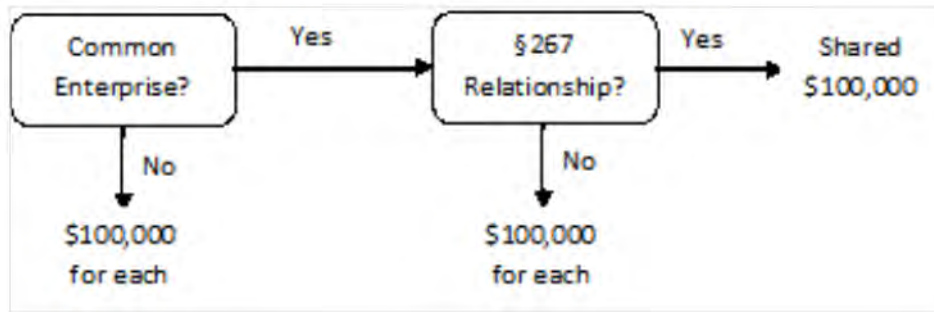 Common
Enterprise?
Yes
§267
Relationship?
Yes
Shared
$100,000
No
$100,000
for each
No
$100,000
for each